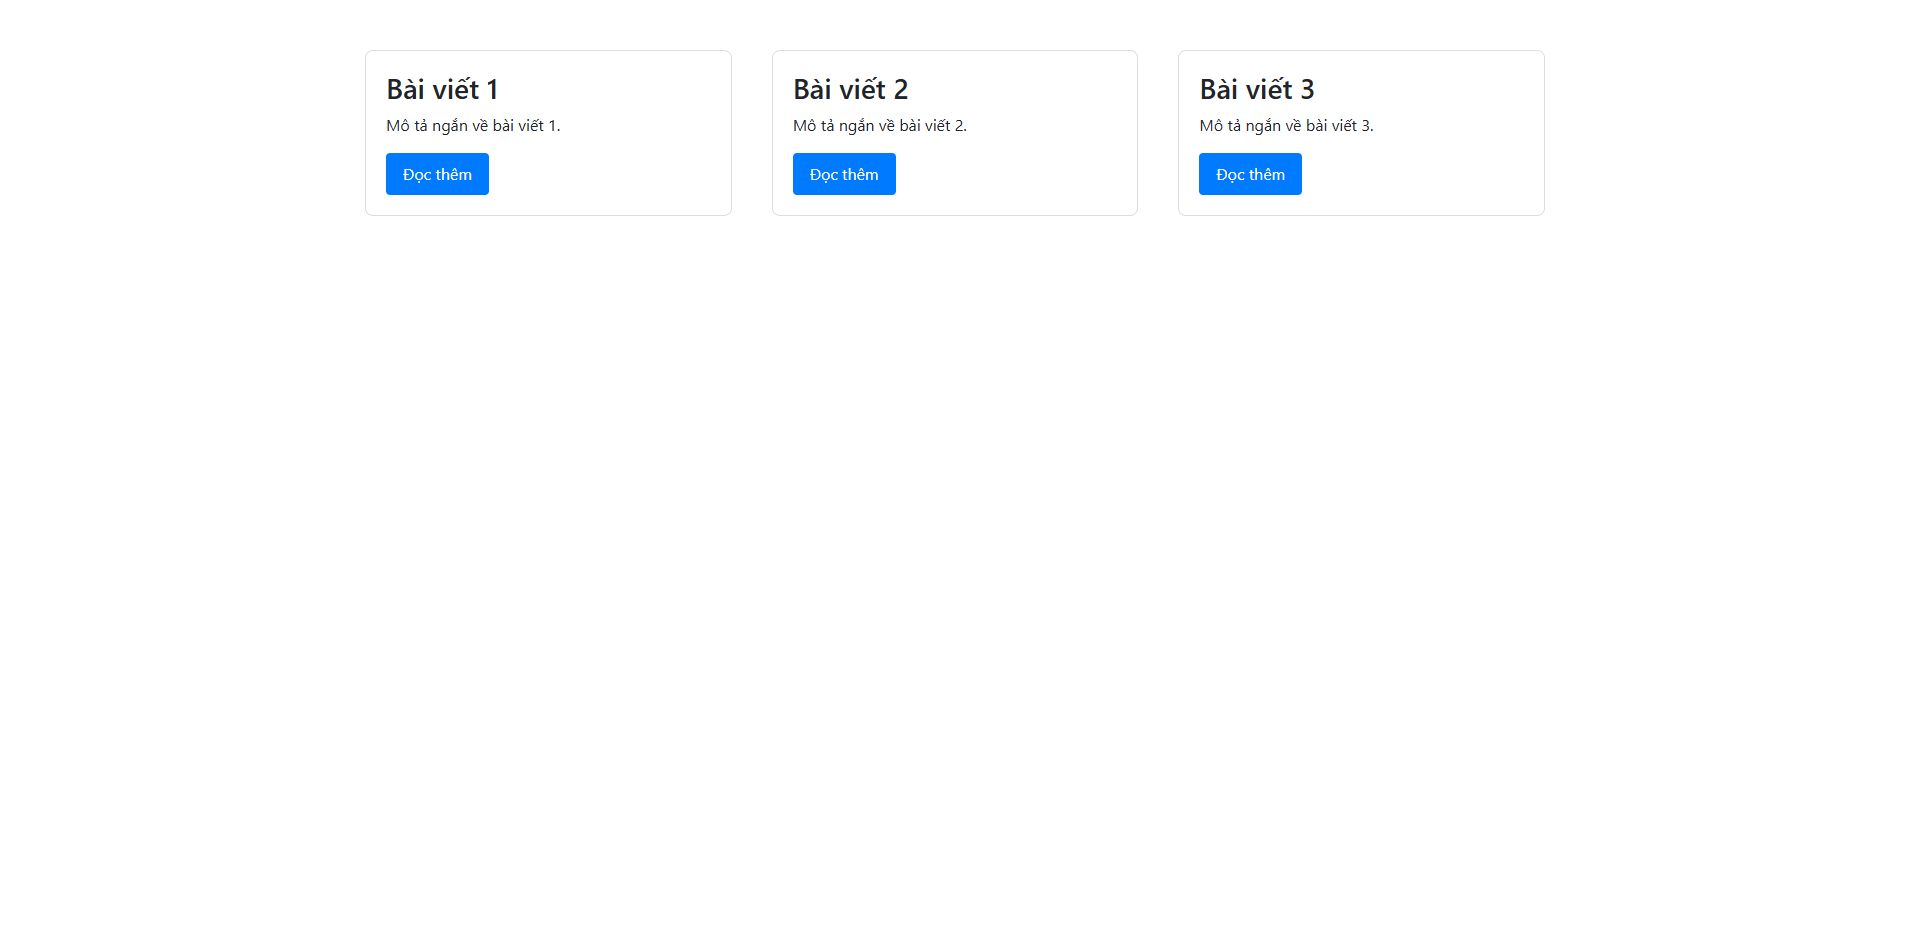 Bài viết 1
Mô tả ngắn về bài viết 1.
Đọc thêm
Bài viết 2
Mô tả ngắn về bài viết 2.
Đọc thêm
Bài viết 3
Mô tả ngắn về bài viết 3.
Đọc thêm